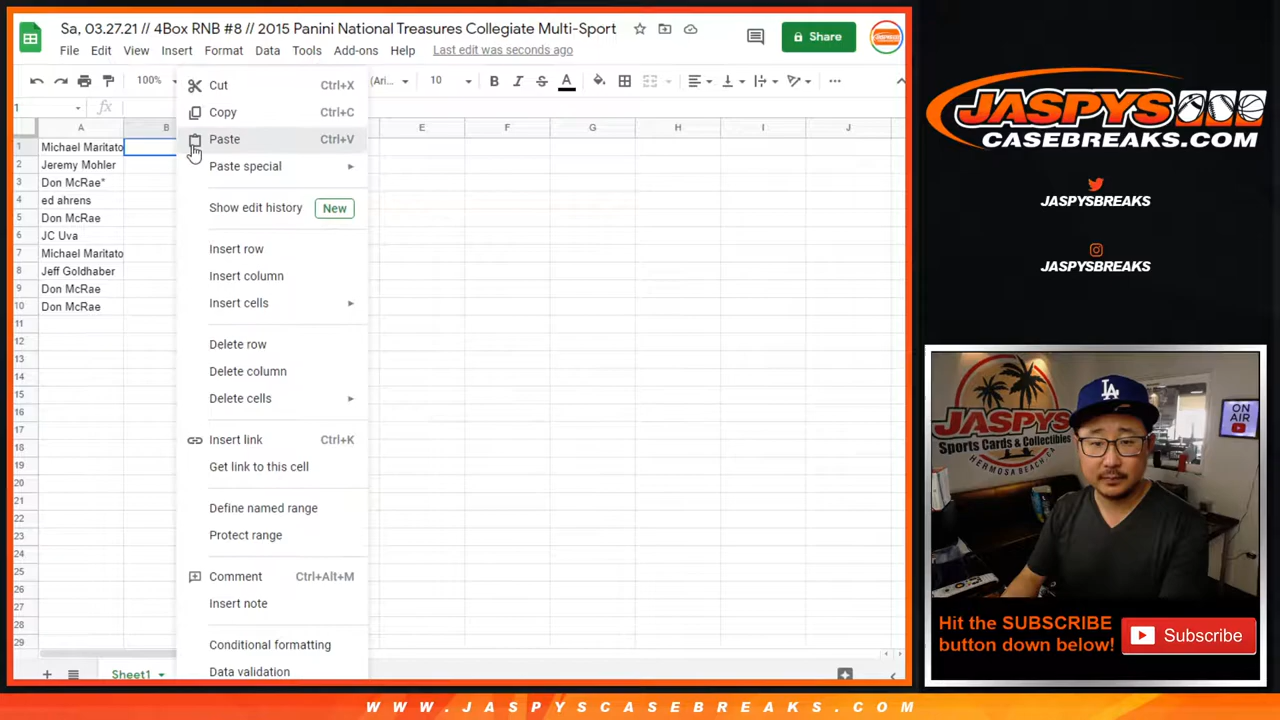 Sa, 03.27.21 // 4Box RNB #8 // 2015 Panini National Treasures Collegiate Multi-Sport
File Edit View Insert Format Data Tools Add-ons Help Last edit was seconds ago
Share
100% (Ari... 10 B I S A
1 fx
A B E F G H I J
1 Michael Maritato
2 Jeremy Mohler
3 Don McRae*
4 ed ahrens
5 Don McRae
6 JC Uva
7 Michael Maritato
8 Jeff Goldhaber
9 Don McRae
10 Don McRae
11
12
13
14
15
16
17
18
19
20
21
22
23
24
25
26
27
28
29
Cut Ctrl+X
Copy Ctrl+C
Paste Ctrl+V
Paste special
Show edit history New
Insert row
Insert column
Insert cells
Delete row
Delete column
Delete cells
Insert link Ctrl+K
Get link to this cell
Define named range
Protect range
Comment Ctrl+Alt+M
Insert note
Conditional formatting
Data validation
Sheet1
JASPYS
CASEBREAKS.COM
JASPYSBREAKS
JASPYSBREAKS
JASPYS
Sports Cards & Collectibles
HERMOSA BEACH, CA
LA
ON
AIR
Hit the SUBSCRIBE
button down below!
Subscribe
WWW.JASPYSCASEBREAKS.COM